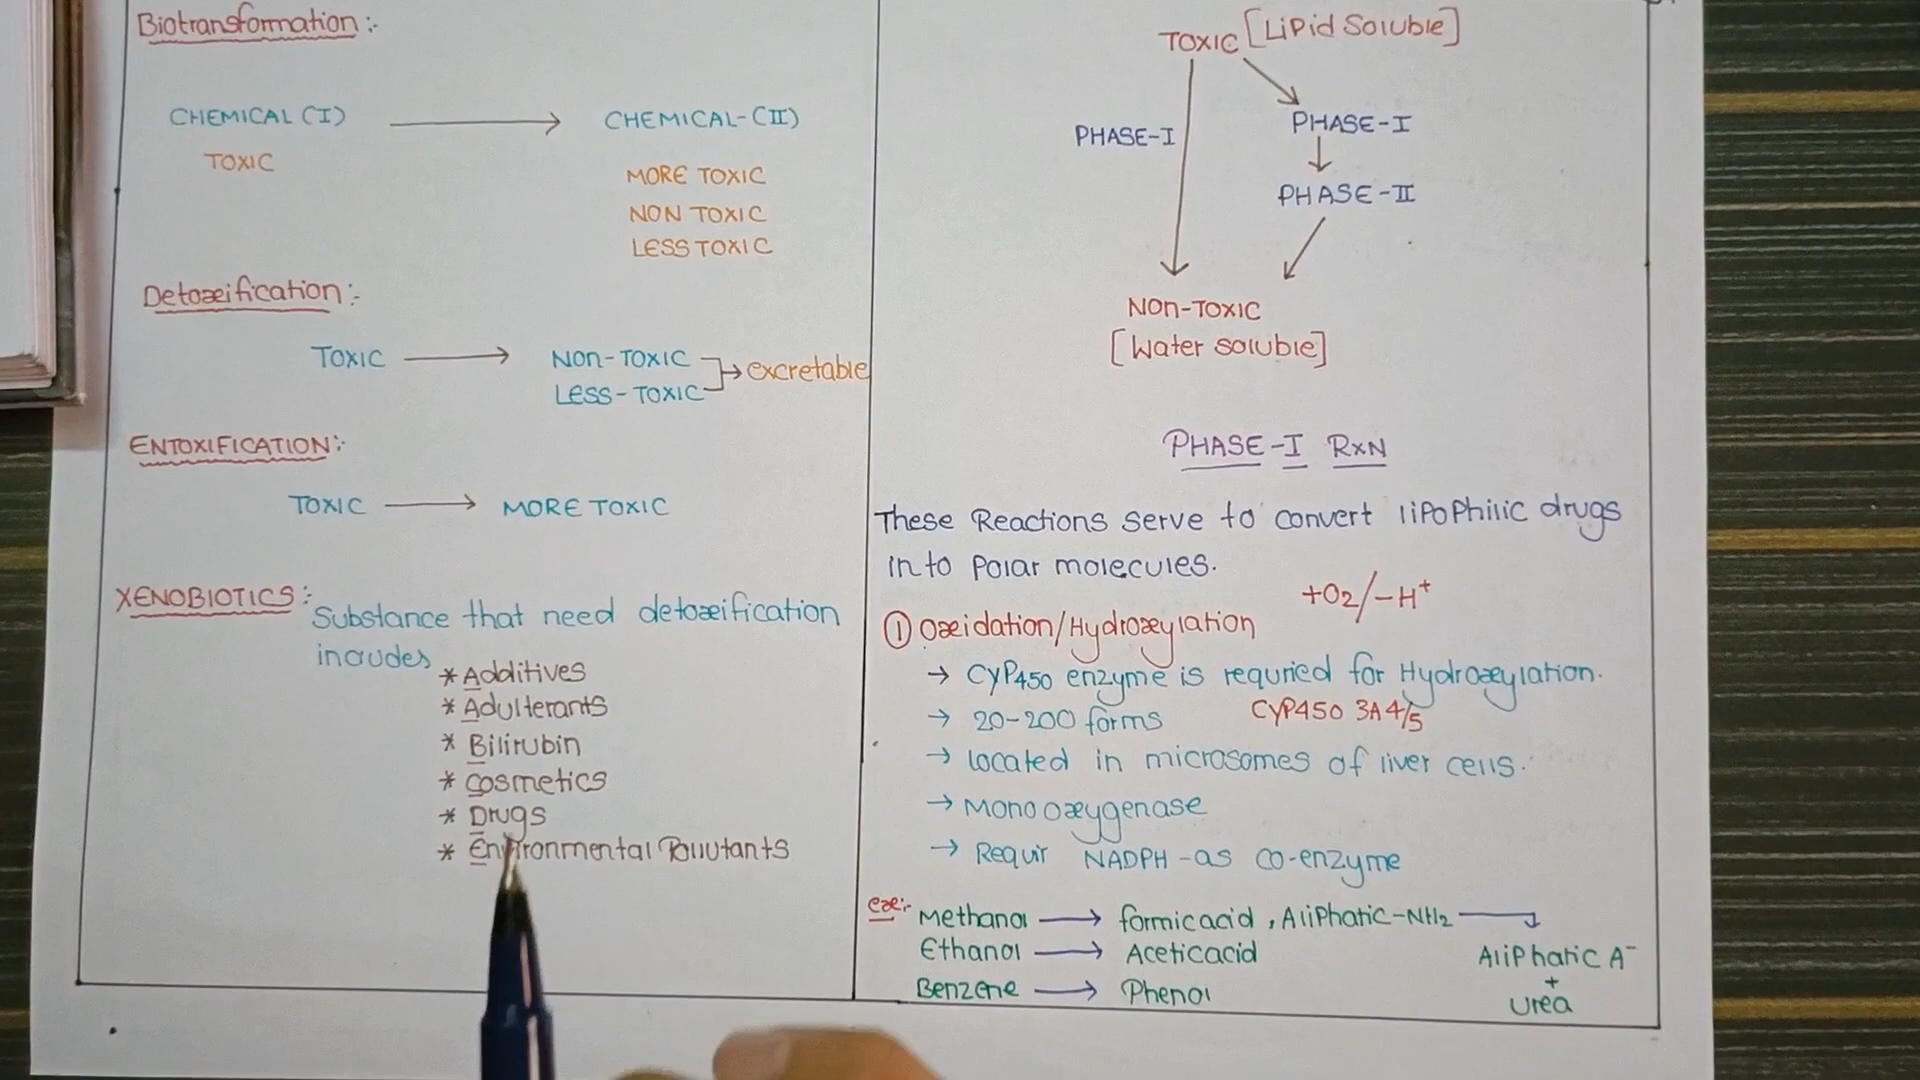 Biotransformation:-
CHEMICAL (I) → CHEMICAL-(II)
TOXIC
MORE TOXIC
NON TOXIC
LESS TOXIC
Detoxification:-
TOXIC → NON-TOXIC
LESS-TOXIC → excretable
ENTOXIFICATION:-
TOXIC → MORE TOXIC
XENOBIOTICS:-
Substance that need detoxification
includes
* Additives
* Adulterants
* Bilirubin
* Cosmetics
* Drugs
* Environmental Pollutants
TOXIC [Lipid Soluble]
PHASE-I
PHASE-I
PHASE-II
NON-TOXIC
[Water soluble]
PHASE-I RXN
These Reactions serve to convert lipophilic drugs
into Polar molecules.
+O2/-H+
① Oxidation/Hydroxylation
→ CYP450 enzyme is requried for Hydroxylation.
→ 20-200 forms CYP450 3A4/5
→ located in microsomes of liver cells.
→ Mono oxygenase
→ Requir NADPH -as co-enzyme
ex:- Methanol → formic acid, Aliphatic-NH2 →
Ethanol → Acetic acid
Aliphatic A-
+
Urea
Benzene → Phenol